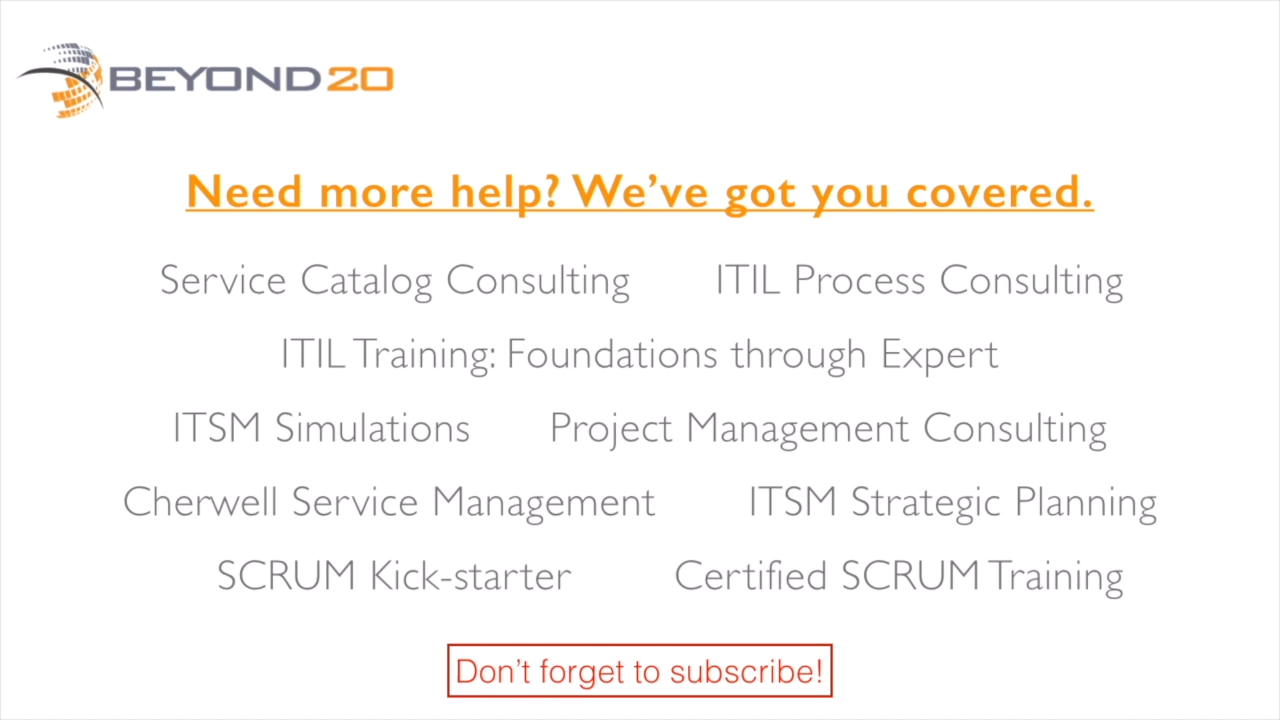 BEYOND20
Need more help? We've got you covered.
Service Catalog Consulting ITIL Process Consulting
ITIL Training: Foundations through Expert
ITSM Simulations Project Management Consulting
Cherwell Service Management ITSM Strategic Planning
SCRUM Kick-starter Certified SCRUM Training
Don't forget to subscribe!